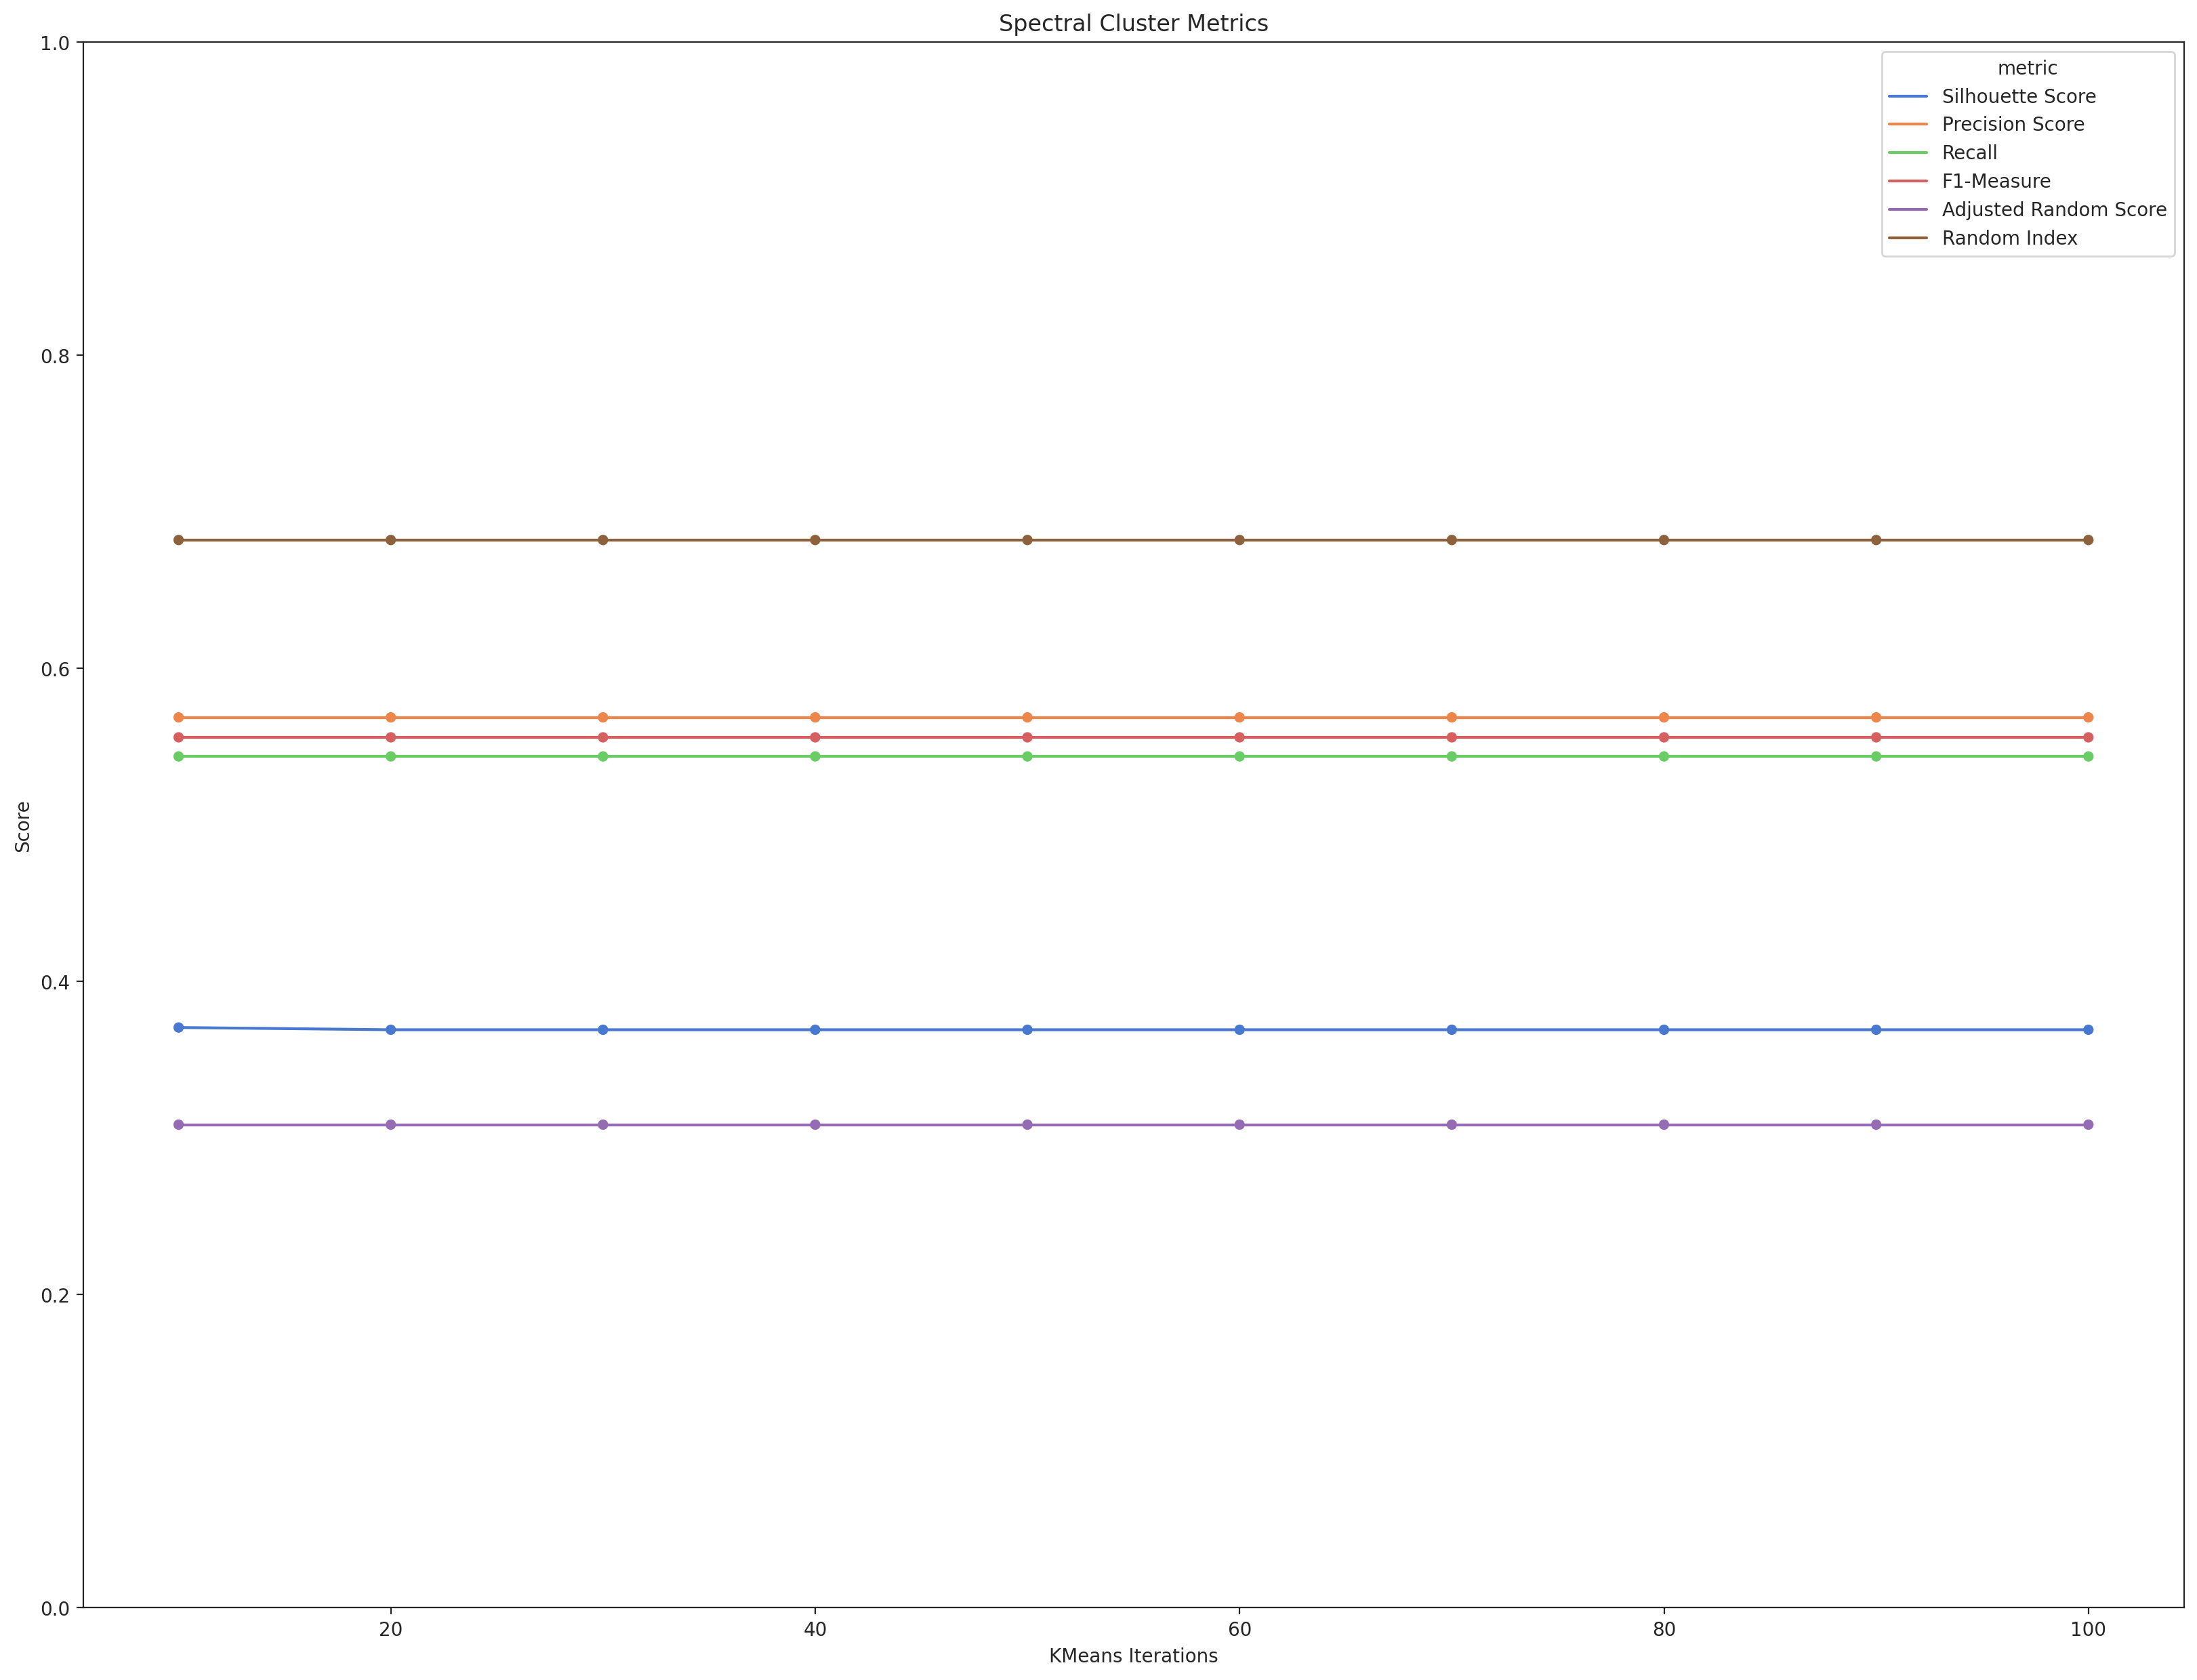 Spectral Cluster Metrics
1.0
0.8
0.6
0.4
0.2
0.0
Score
metric
Silhouette Score
Precision Score
Recall
F1-Measure
Adjusted Random Score
Random Index
20 40 60 80 100
KMeans Iterations